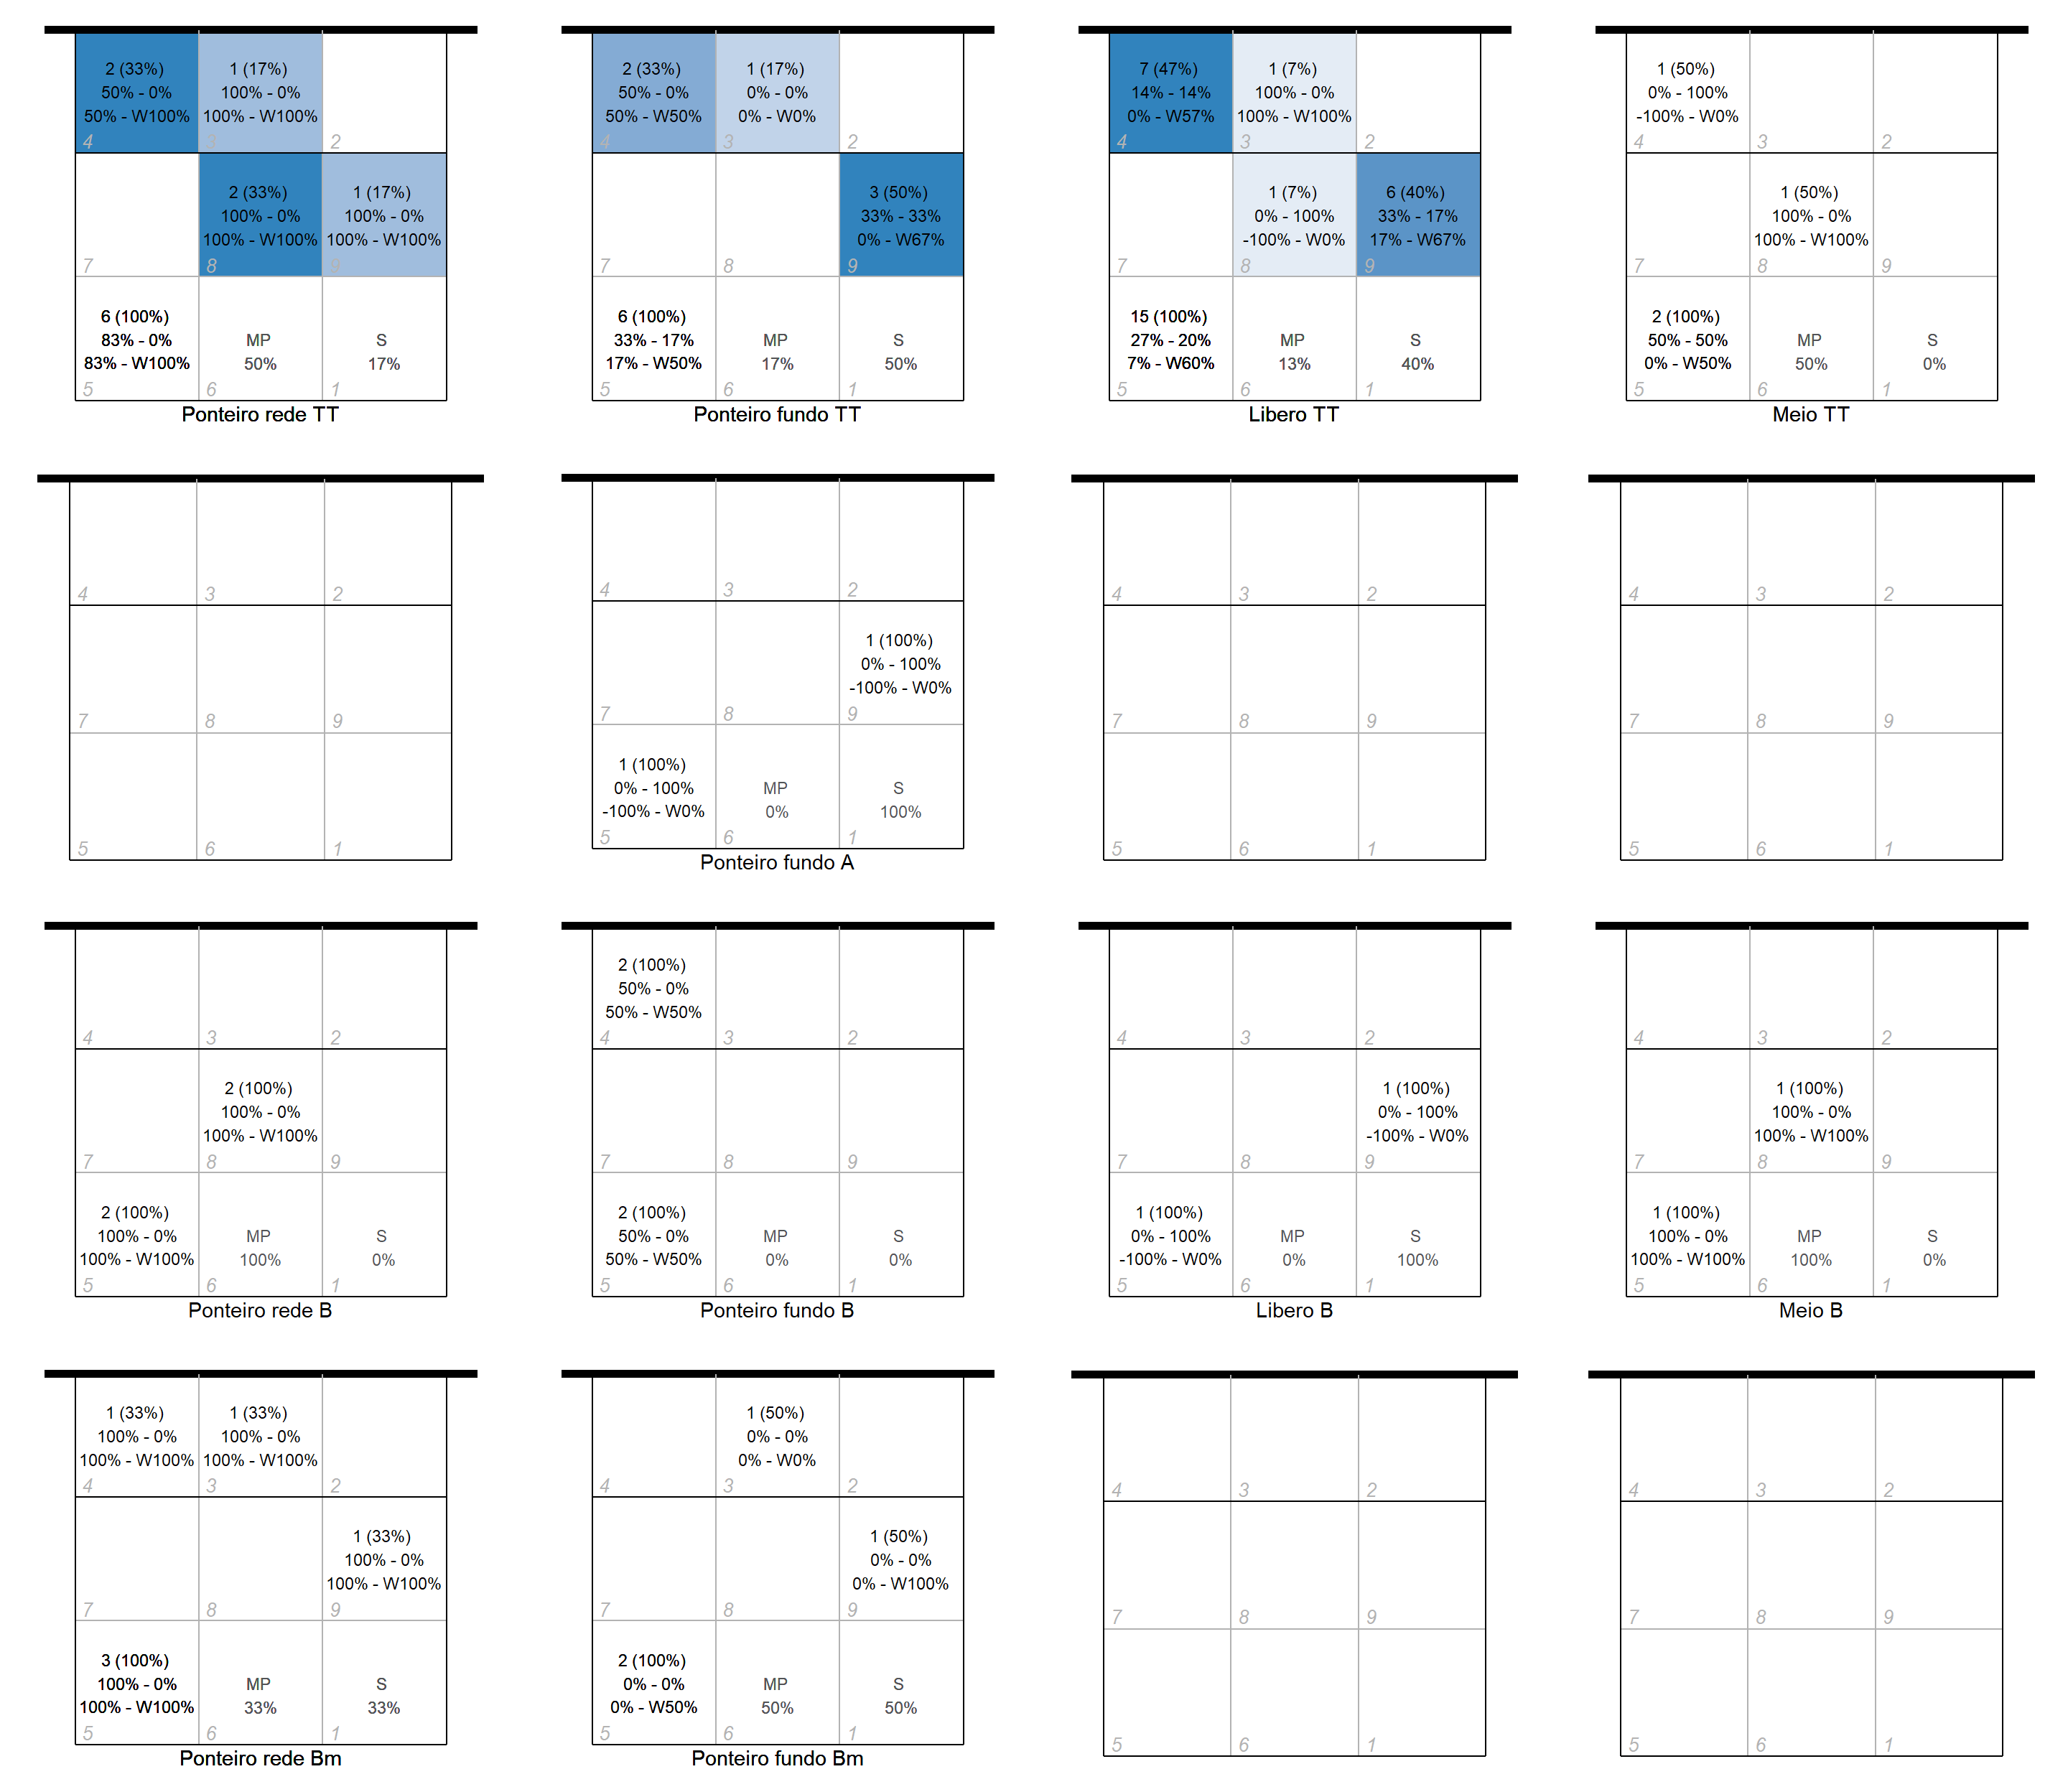 2 (33%)
50% - 0%
50% - W100%
4
1 (17%)
100% - 0%
100% - W100%
3
2
7
2 (33%)
100% - 0%
100% - W100%
8
1 (17%)
100% - 0%
100% - W100%
9
6 (100%)
83% - 0%
83% - W100%
5
MP
50%
6
S
17%
1
Ponteiro rede TT
2 (33%)
50% - 0%
50% - W50%
4
1 (17%)
0% - 0%
0% - W0%
3
2
7
8
3 (50%)
33% - 33%
0% - W67%
9
6 (100%)
33% - 17%
17% - W50%
5
MP
17%
6
S
50%
1
Ponteiro fundo TT
7 (47%)
14% - 14%
0% - W57%
4
1 (7%)
100% - 0%
100% - W100%
3
2
7
1 (7%)
0% - 100%
-100% - W0%
8
6 (40%)
33% - 17%
17% - W67%
9
15 (100%)
27% - 20%
7% - W60%
5
MP
13%
6
S
40%
1
Libero TT
1 (50%)
0% - 100%
-100% - W0%
4
3
2
7
1 (50%)
100% - 0%
100% - W100%
8
9
2 (100%)
50% - 50%
0% - W50%
5
MP
50%
6
S
0%
1
Meio TT
4
3
2
7
8
9
5
6
1
4
3
2
7
8
1 (100%)
0% - 100%
-100% - W0%
9
1 (100%)
0% - 100%
-100% - W0%
5
MP
0%
6
S
100%
1
Ponteiro fundo A
4
3
2
7
8
9
5
6
1
4
3
2
7
8
9
5
6
1
4
3
2
7
2 (100%)
100% - 0%
100% - W100%
8
9
2 (100%)
100% - 0%
100% - W100%
5
MP
100%
6
S
0%
1
Ponteiro rede B
2 (100%)
50% - 0%
50% - W50%
4
3
2
7
8
9
2 (100%)
50% - 0%
50% - W50%
5
MP
0%
6
S
0%
1
Ponteiro fundo B
4
3
2
7
8
1 (100%)
0% - 100%
-100% - W0%
9
1 (100%)
0% - 100%
-100% - W0%
5
MP
0%
6
S
100%
1
Libero B
4
3
2
7
1 (100%)
100% - 0%
100% - W100%
8
9
1 (100%)
100% - 0%
100% - W100%
5
MP
100%
6
S
0%
1
Meio B
1 (33%)
100% - 0%
100% - W100%
4
1 (33%)
100% - 0%
100% - W100%
3
2
7
8
1 (33%)
100% - 0%
100% - W100%
9
3 (100%)
100% - 0%
100% - W100%
5
MP
33%
6
S
33%
1
Ponteiro rede Bm
4
1 (50%)
0% - 0%
0% - W0%
3
2
7
8
1 (50%)
0% - 0%
0% - W100%
9
2 (100%)
0% - 0%
0% - W50%
5
MP
50%
6
S
50%
1
Ponteiro fundo Bm
4
3
2
7
8
9
5
6
1
4
3
2
7
8
9
5
6
1